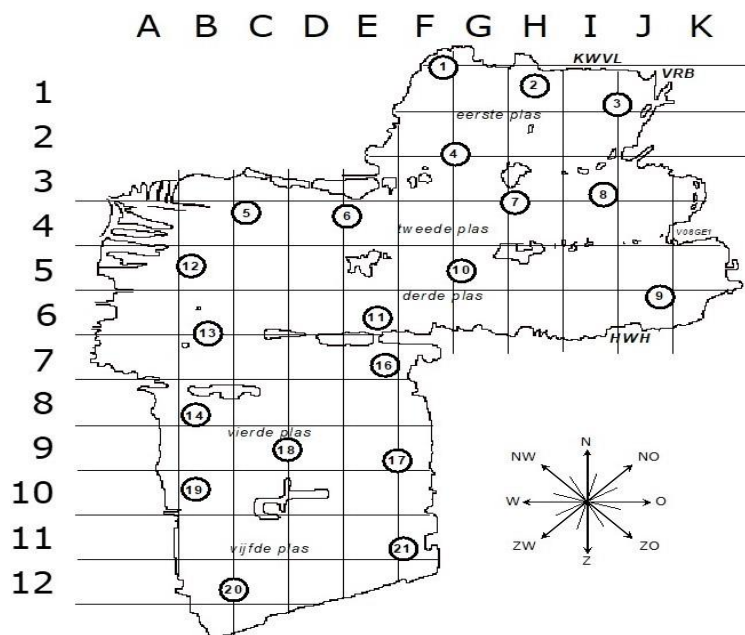 A B C D E F G H I J K
KWVL
VRB
1
1
2
3
eerste plas
2
4
3
8
7
5
6
4
tweede plas
V08GE1
12
5
10
derde plas
9
11
6
13
HWH
7
16
8
14
vierde plas
9
18
17
N
NW
NO
10
19
W
O
ZW
ZO
Z
11
vijfde plas
21
12
20